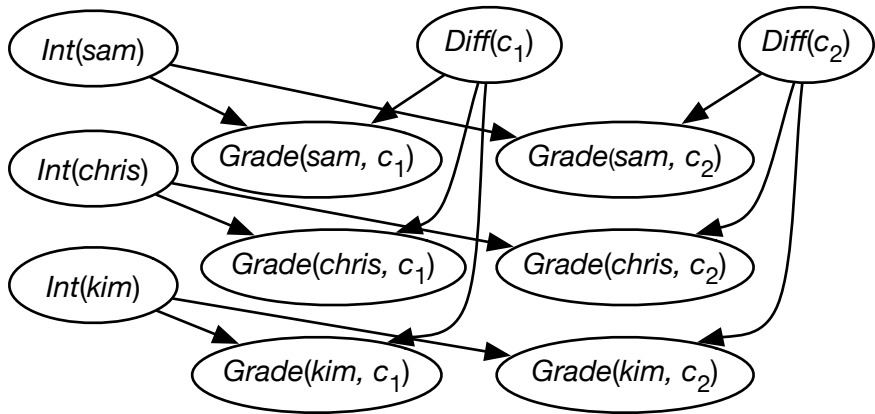 Int(sam)
Diff(c₁)
Diff(c₂)
Grade(sam, c₁)
Grade(sam, c₂)
Int(chris)
Grade(chris, c₁)
Grade(chris, c₂)
Int(kim)
Grade(kim, c₁)
Grade(kim, c₂)